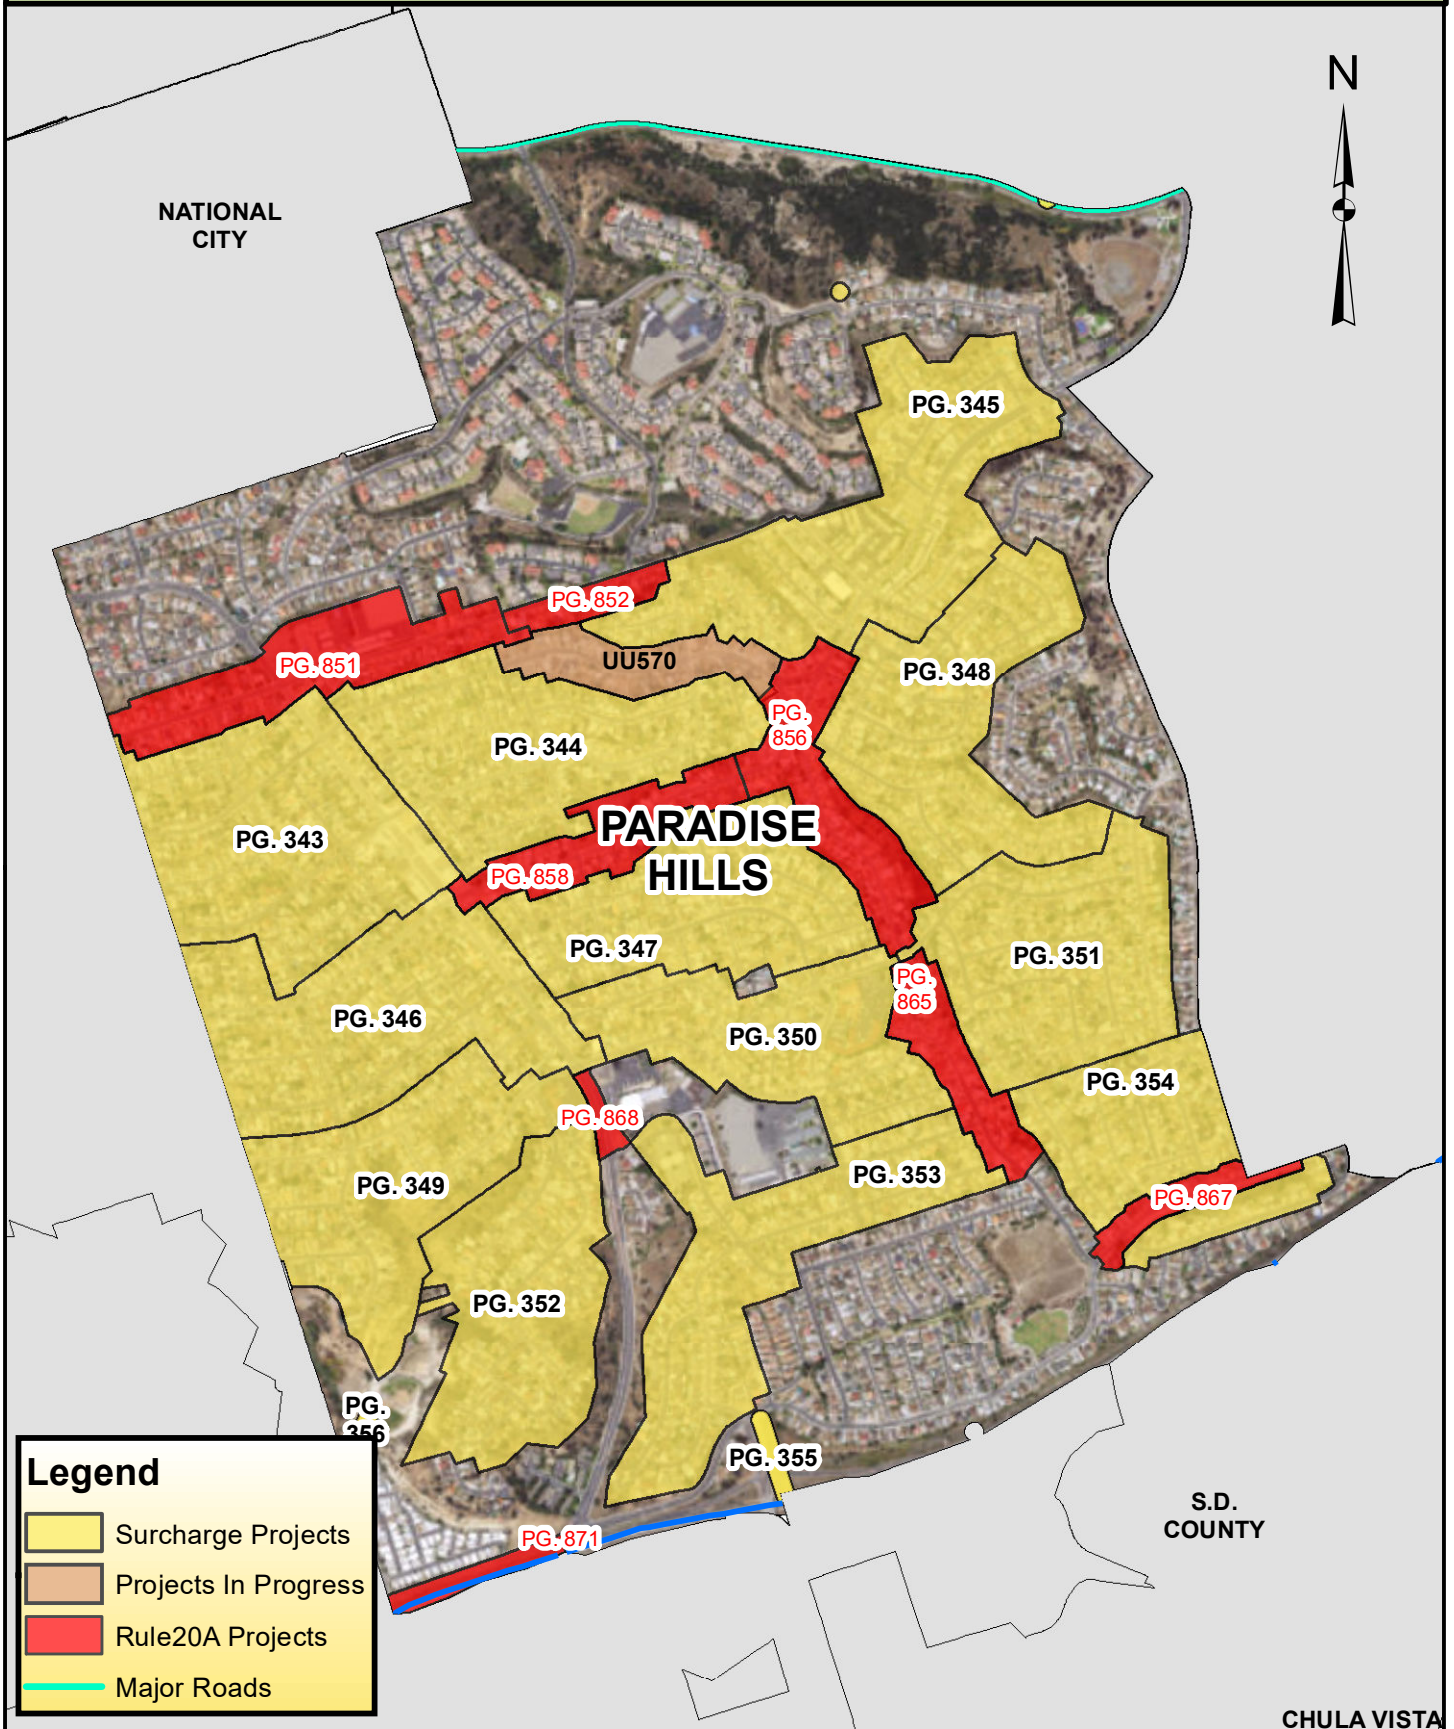 N
NATIONAL
CITY
PG. 345
PG. 852
PG. 851
UU570
PG. 348
PG.
856
PG. 344
PARADISE
HILLS
PG. 343
PG. 858
PG. 347
PG. 351
PG.
865
PG. 346
PG. 350
PG. 354
PG. 868
PG. 353
PG. 349
PG. 867
PG. 352
PG.
356
PG. 355
S.D.
COUNTY
PG. 871
Legend
Surcharge Projects
Projects In Progress
Rule20A Projects
Major Roads
CHULA VISTA